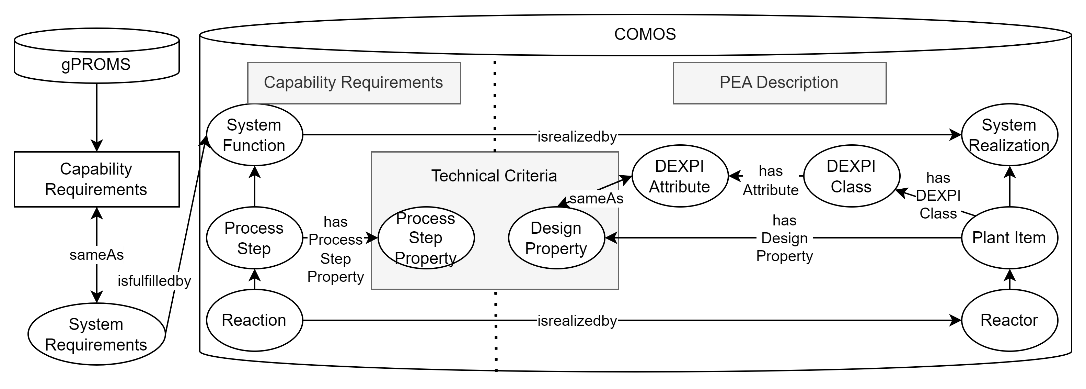 COMOS
gPROMS
Capability Requirements
PEA Description
System
Function
isrealizedby
System
Realization
Capability
Requirements
Technical Criteria
DEXPI
Attribute
has
Attribute
DEXPI
Class
has
DEXPI
Class
sameAs
Process
Step
has
Process
Step
Property
Process
Step
Property
Design
Property
has
Design
Property
Plant Item
sameAs
isfulfilledby
System
Requirements
Reaction
isrealizedby
Reactor